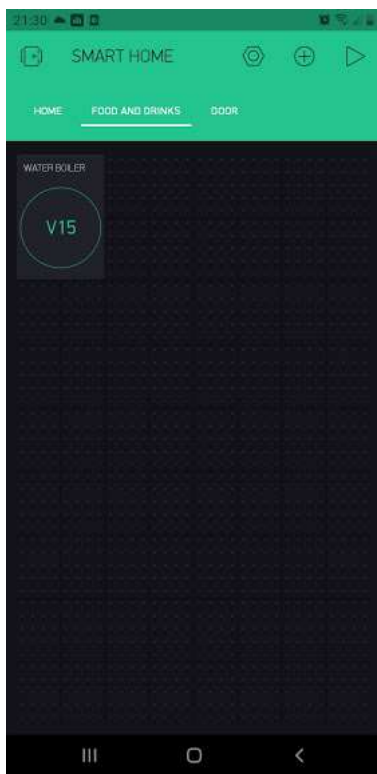 21:30
SMART HOME
HOME FOOD AND DRINKS DOOR
WATER BOILER
V15